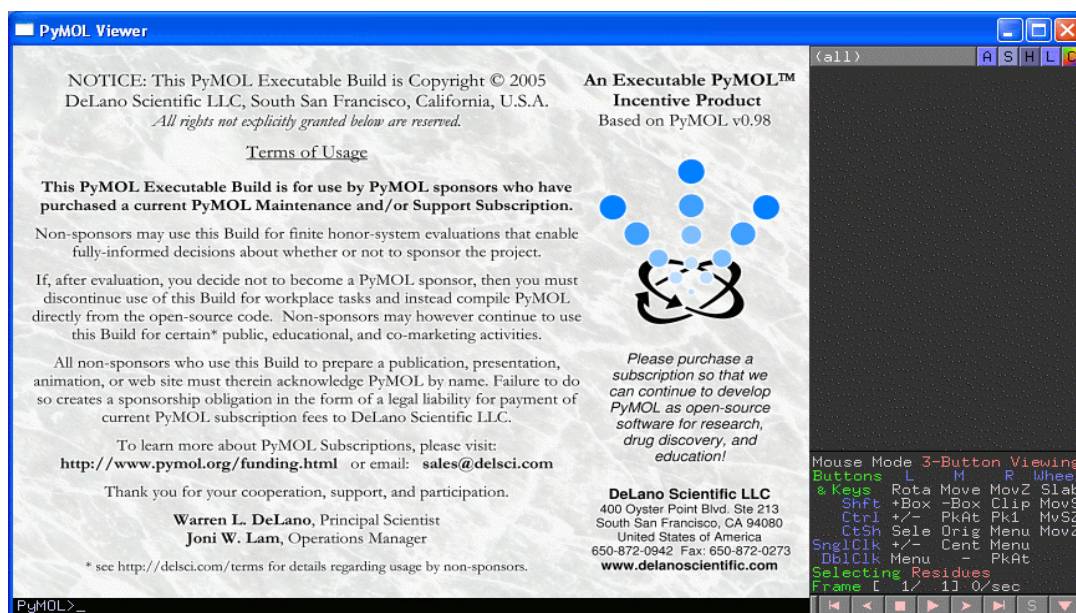 PyMOL Viewer
NOTICE: This PyMOL Executable Build is Copyright © 2005
DeLano Scientific LLC, South San Francisco, California, U.S.A.
All rights not explicitly granted below are reserved.
Terms of Usage
This PyMOL Executable Build is for use by PyMOL sponsors who have
purchased a current PyMOL Maintenance and/or Support Subscription.
Non-sponsors may use this Build for finite honor-system evaluations that enable
fully-informed decisions about whether or not to sponsor the project.
If, after evaluation, you decide not to become a PyMOL sponsor, then you must
discontinue use of this Build for workplace tasks and instead compile PyMOL
directly from the open-source code. Non-sponsors may however continue to use
this Build for certain* public, educational, and co-marketing activities.
All non-sponsors who use this Build to prepare a publication, presentation,
animation, or web site must therein acknowledge PyMOL by name. Failure to do
so creates a sponsorship obligation in the form of a legal liability for payment of
current PyMOL subscription fees to DeLano Scientific LLC.
To learn more about PyMOL Subscriptions, please visit:
http://www.pymol.org/funding.html or email: sales@delsci.com
Thank you for your cooperation, support, and participation.
Warren L. DeLano, Principal Scientist
Joni W. Lam, Operations Manager
* see http://delsci.com/terms for details regarding usage by non-sponsors.
An Executable PyMOL™
Incentive Product
Based on PyMOL v0.98
Please purchase a
subscription so that we
can continue to develop
PyMOL as open-source
software for research,
drug discovery, and
education!
DeLano Scientific LLC
400 Oyster Point Blvd. Ste 213
South San Francisco, CA 94080
United States of America
650-872-0942 Fax: 650-872-0273
www.delanoscientific.com
(all) A S H L C
Mouse Mode 3-Button Viewing
Buttons L M R Wheel
& Keys Rota Move MovZ Slab
Shft +Box -Box Clip MovS
Ctrl +/- PkAt Pk1 MvSZ
CtSh Sele Orig Menu MovZ
SnglClk +/- Cent Menu
DblClk Menu - PkAt
Selecting Residues
Frame [ 1/ 1] 0/sec
S
PyMOL>_